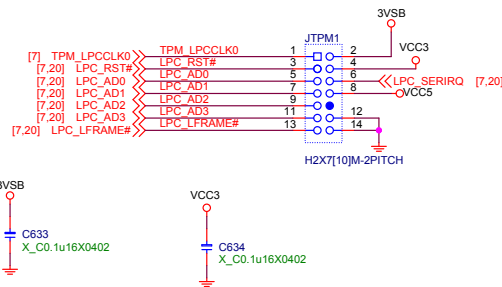 3VSB
JTPM1
VCC3
[7] TPM_LPCCLK0 TPM_LPCCLK0 1 2
[7,20] LPC_RST# LPC_RST# 3 4
[7,20] LPC_AD0 LPC_AD0 5 6 LPC_SERIRQ [7,20]
[7,20] LPC_AD1 LPC_AD1 7 8 VCC5
[7,20] LPC_AD2 LPC_AD2 9
[7,20] LPC_AD3 LPC_AD3 11 12
[7,20] LPC_LFRAME# LPC_LFRAME# 13 14
H2X7[10]M-2PITCH
3VSB
VCC3
C633
X_C0.1u16X0402
C634
X_C0.1u16X0402